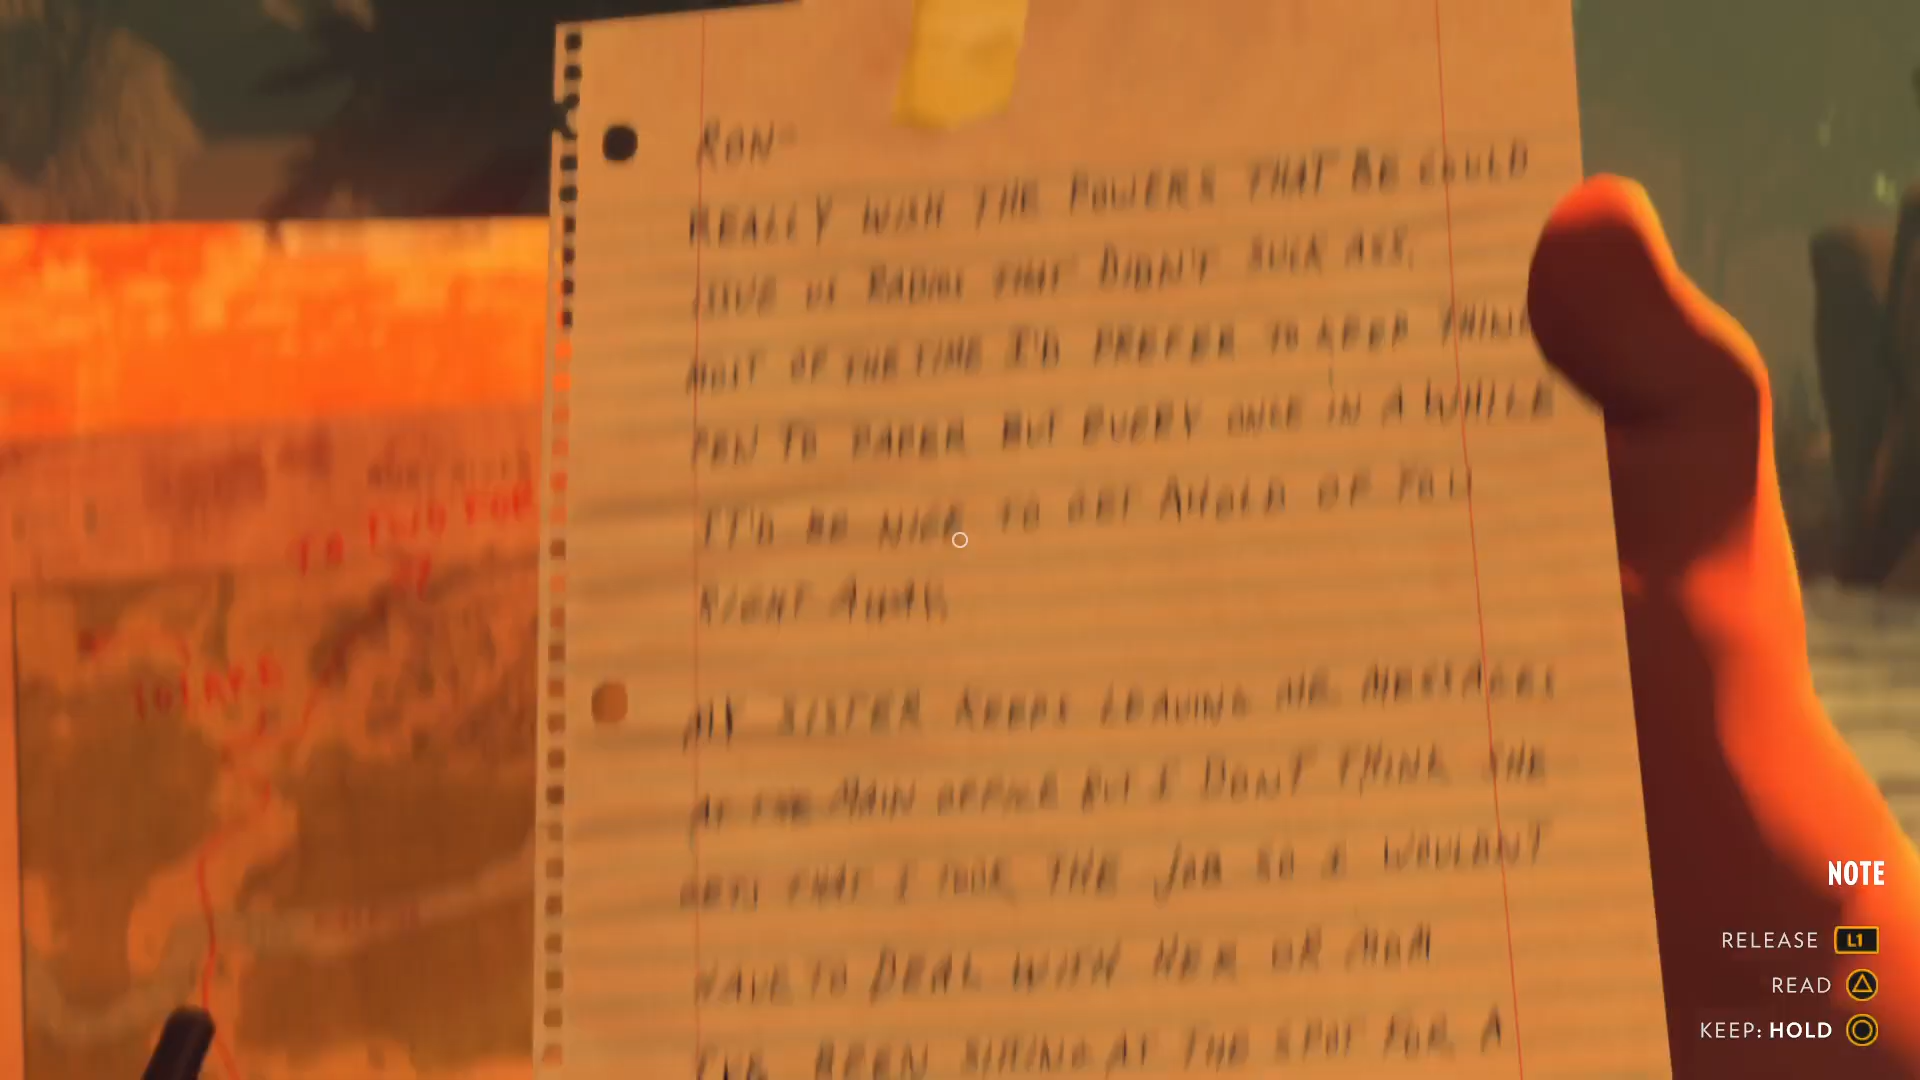 RON-
REALLY WISH THE POWERS THAT BE COULD
GIVE US RADIOS THAT DIDN'T SUCK ASS.
MOST OF THE TIME I'D PREFER TO KEEP
PEN TO PAPER BUT EVERY ONCE IN A WHILE
IT'D BE NICE TO GET AHOLD OF YOU
RIGHT AWAY.
MY SISTER KEEPS LEAVING ME MESSAGES
AT THE MAIN OFFICE BUT I DON'T THINK SHE
GETS THAT I TOOK THE JOB SO I WOULDN'T
HAVE TO DEAL WITH HER OR MOM
BEEN SITTING AT THE SPOT FOR A
TO TWO FOR
NOTE
RELEASE L1
READ
KEEP: HOLD